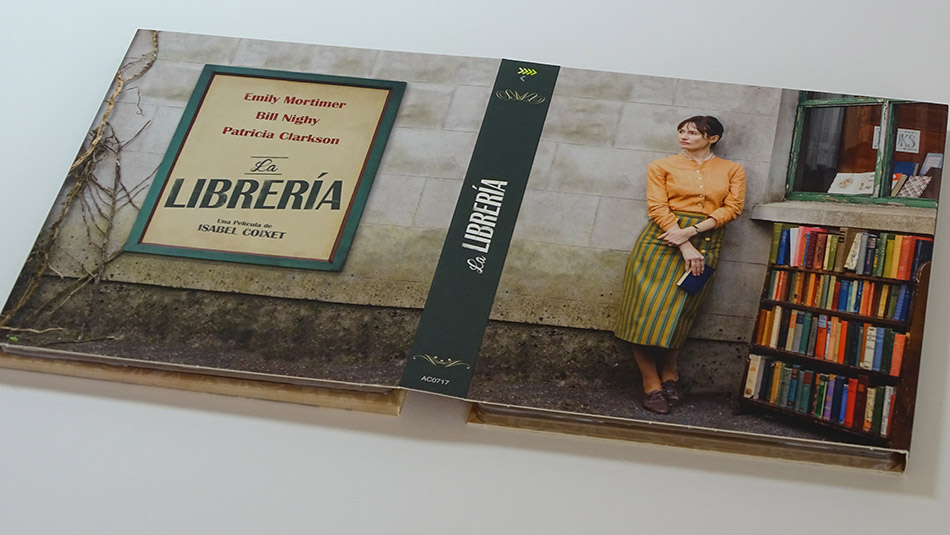 Emily Mortimer
Bill Nighy
Patricia Clarkson
La
LIBRERÍA
Una Película de
ISABEL COIXET
La LIBRERÍA
AC0717